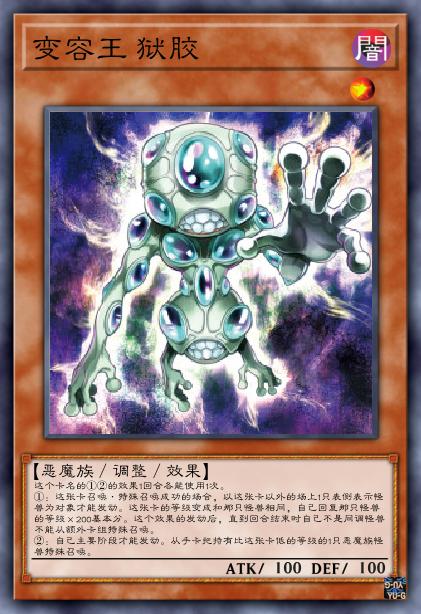 变容王 狱胶
闇
【恶魔族／调整／效果】
这个卡名的①②的效果1回合各能使用1次。
①：这张卡召唤·特殊召唤成功的场合，以这张卡以外的场上1只表侧表示怪
兽为对象才能发动。这张卡的等级变成和那只怪兽相同，自己回复那只怪兽
的等级×200基本分。这个效果的发动后，直到回合结束时自己不是同调怪兽
不能从额外卡组特殊召唤。
②：自己主要阶段才能发动。从手卡把持有比这张卡低的等级的1只恶魔族怪
兽特殊召唤。
ATK/ 100 DEF/ 100